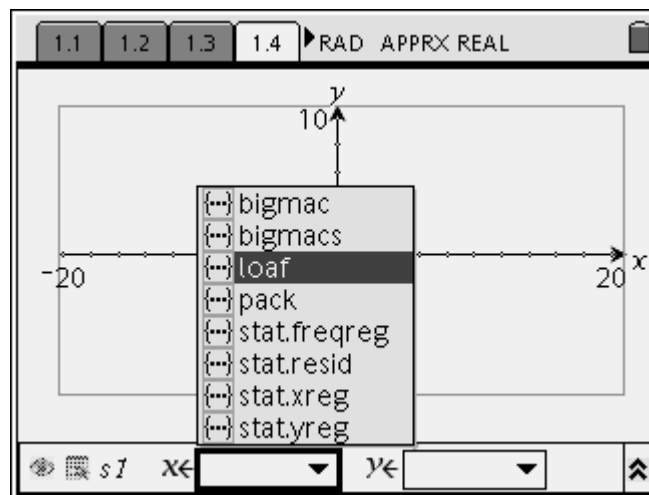 1.1 1.2 1.3 1.4 RAD APPRX REAL
y
10
bigmac
bigmacs
loaf
-20 20 x
pack
stat.freqreg
stat.resid
stat.xreg
stat.yreg
s1 x← y←